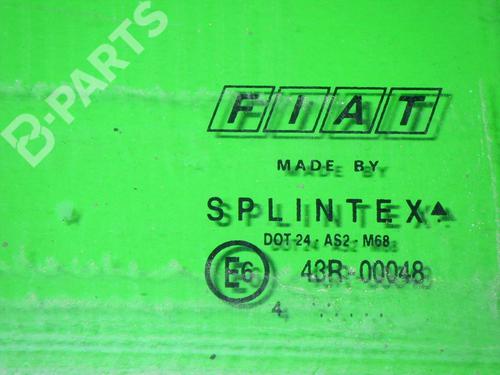 B-PARTS
FIAT
MADE BY
SPLINTEX
DOT-24 AS2-M68
E6 43R-00048
4 ......